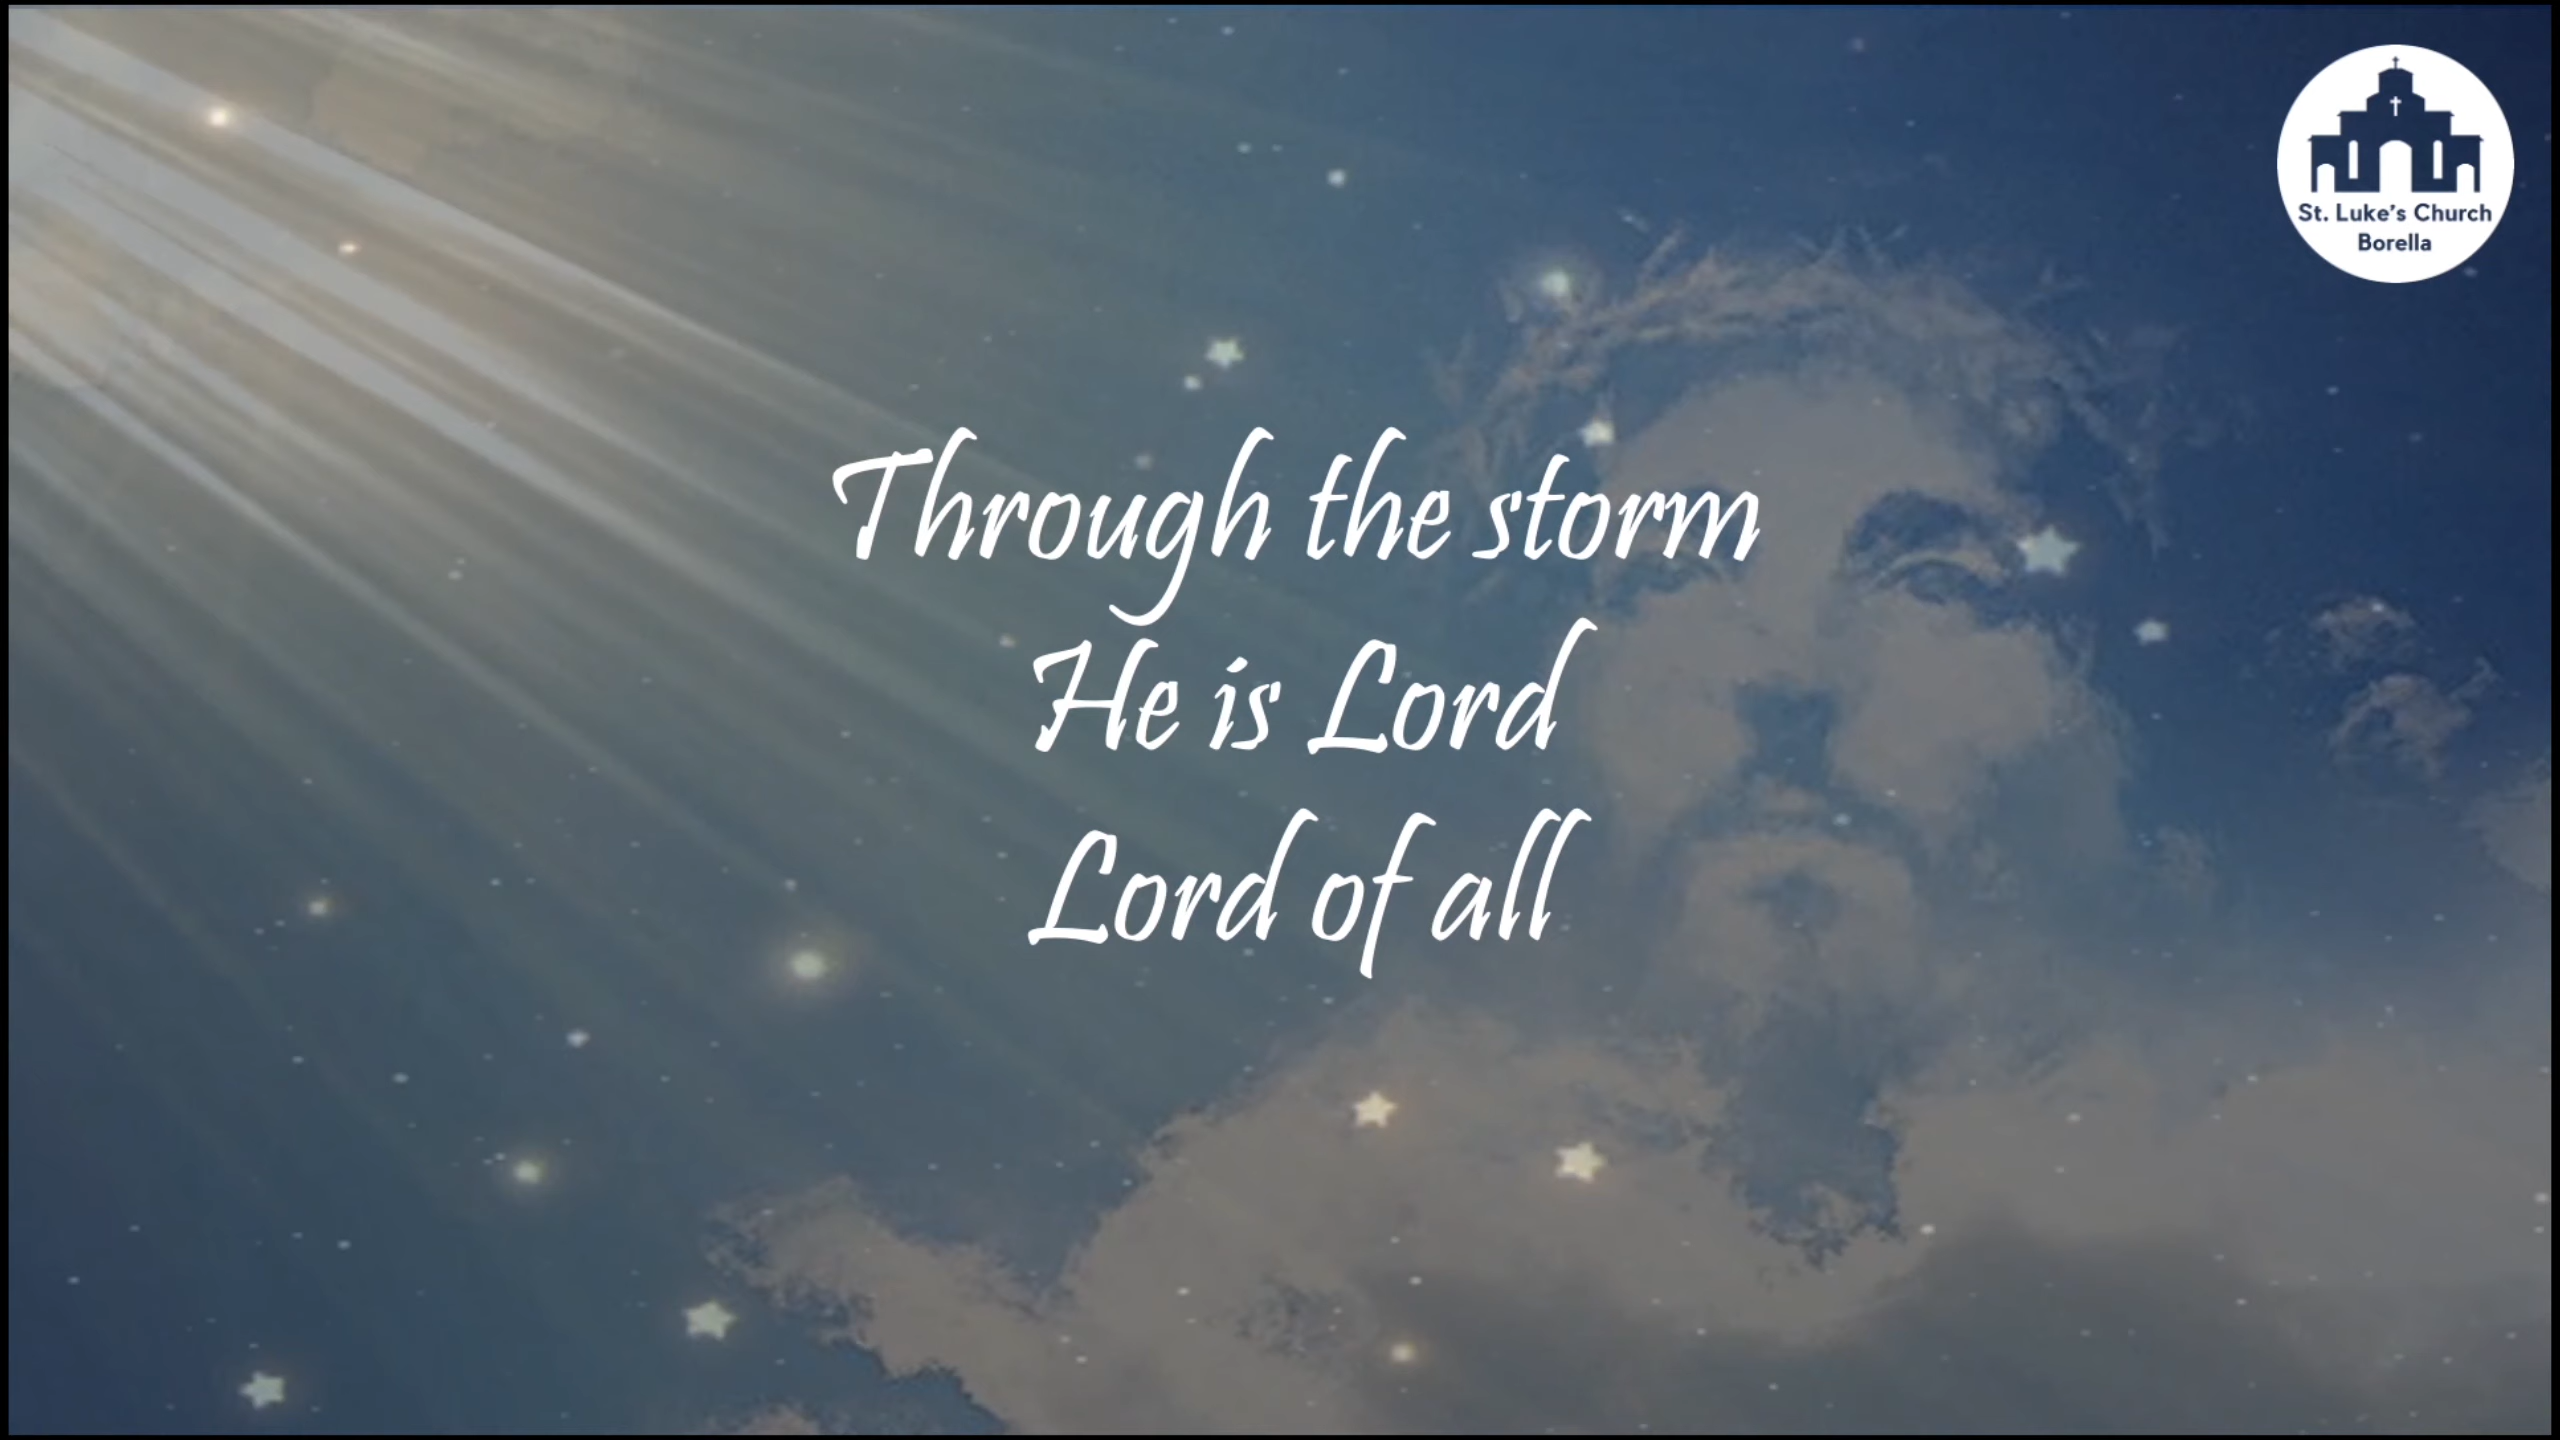 St. Luke's Church
Borella
Through the storm
He is Lord
Lord of all